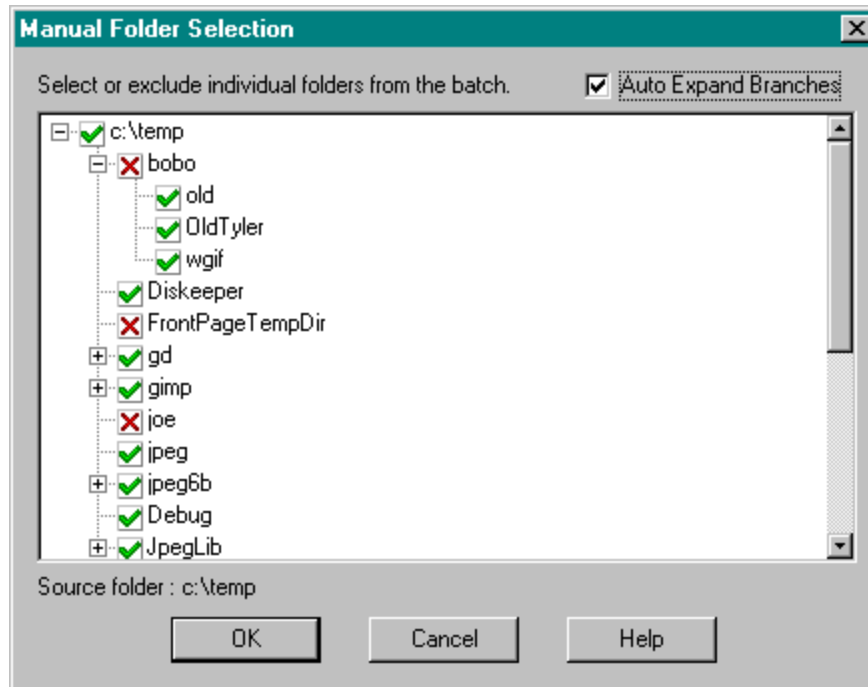 Manual Folder Selection
Select or exclude individual folders from the batch. Auto Expand Branches
c:\temp
bobo
old
OldTyler
wgif
Diskeeper
FrontPageTempDir
gd
gimp
joe
jpeg
jpeg6b
Debug
JpegLib
Source folder : c:\temp
OK Cancel Help